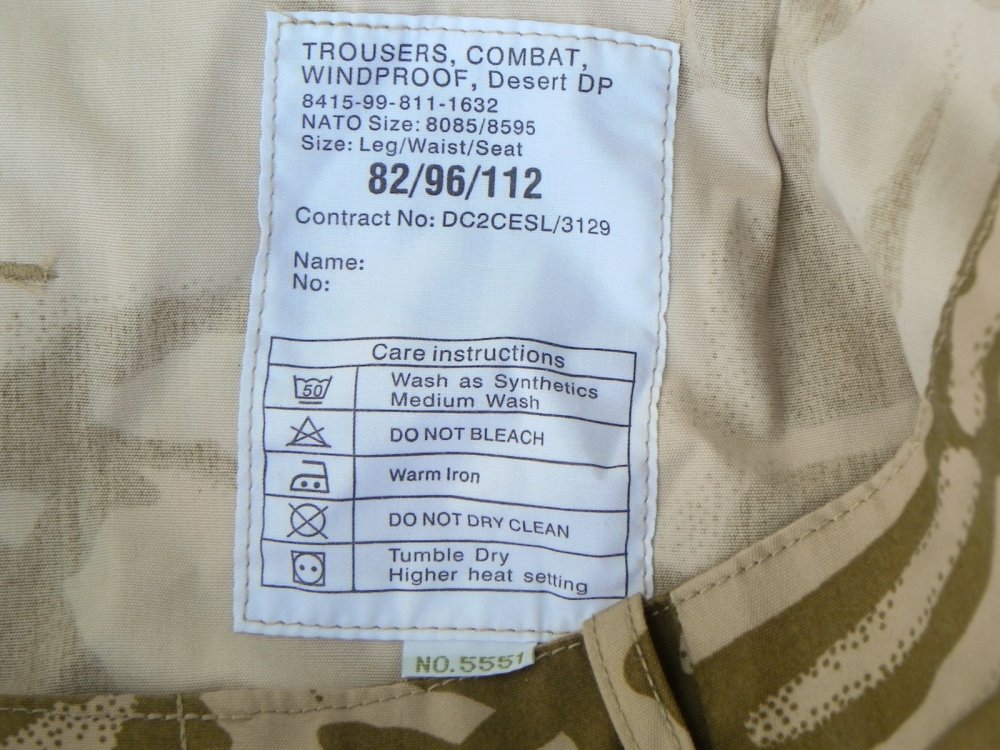 TROUSERS, COMBAT,
WINDPROOF, Desert DP
8415-99-811-1632
NATO Size: 8085/8595
Size: Leg/Waist/Seat
82/96/112
Contract No: DC2CESL/3129
Name:
No:
Care instructions
50
Wash as Synthetics
Medium Wash
DO NOT BLEACH
Warm Iron
DO NOT DRY CLEAN
Tumble Dry
Higher heat setting
NO.5551